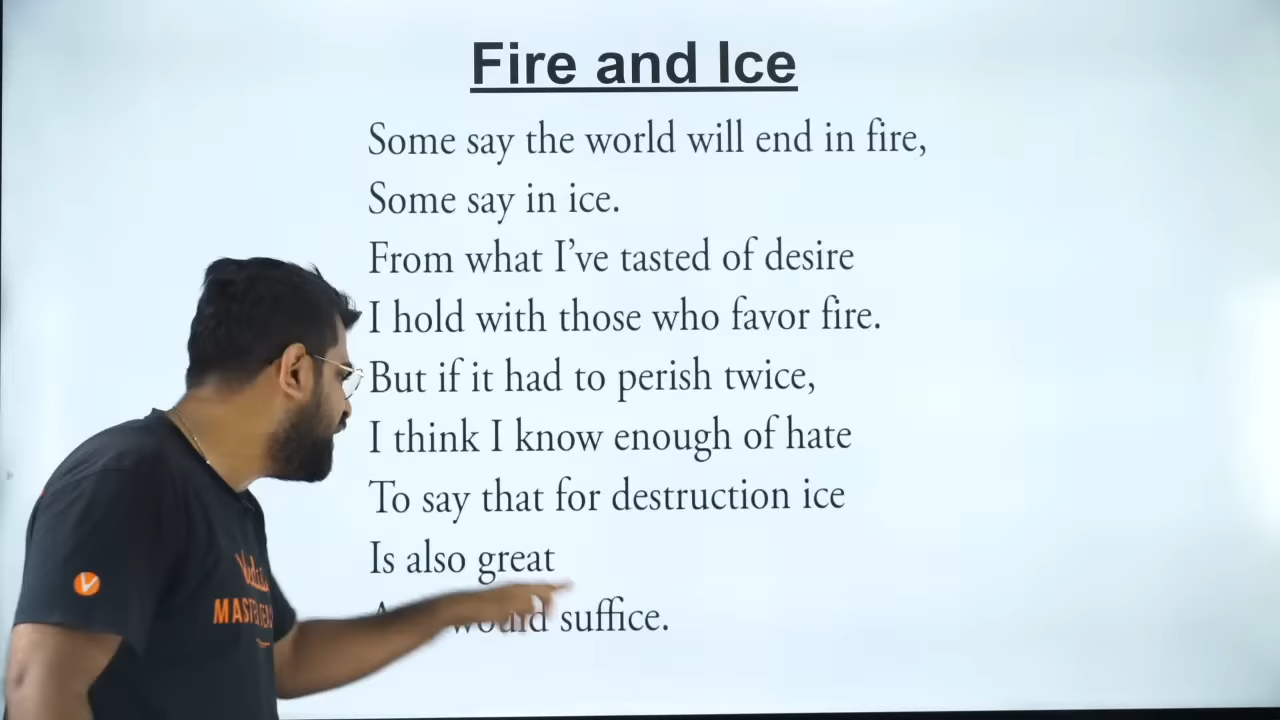 Fire and Ice
Some say the world will end in fire,
Some say in ice.
From what I've tasted of desire
I hold with those who favor fire.
But if it had to perish twice,
I think I know enough of hate
To say that for destruction ice
Is also great
would suffice.
MAST